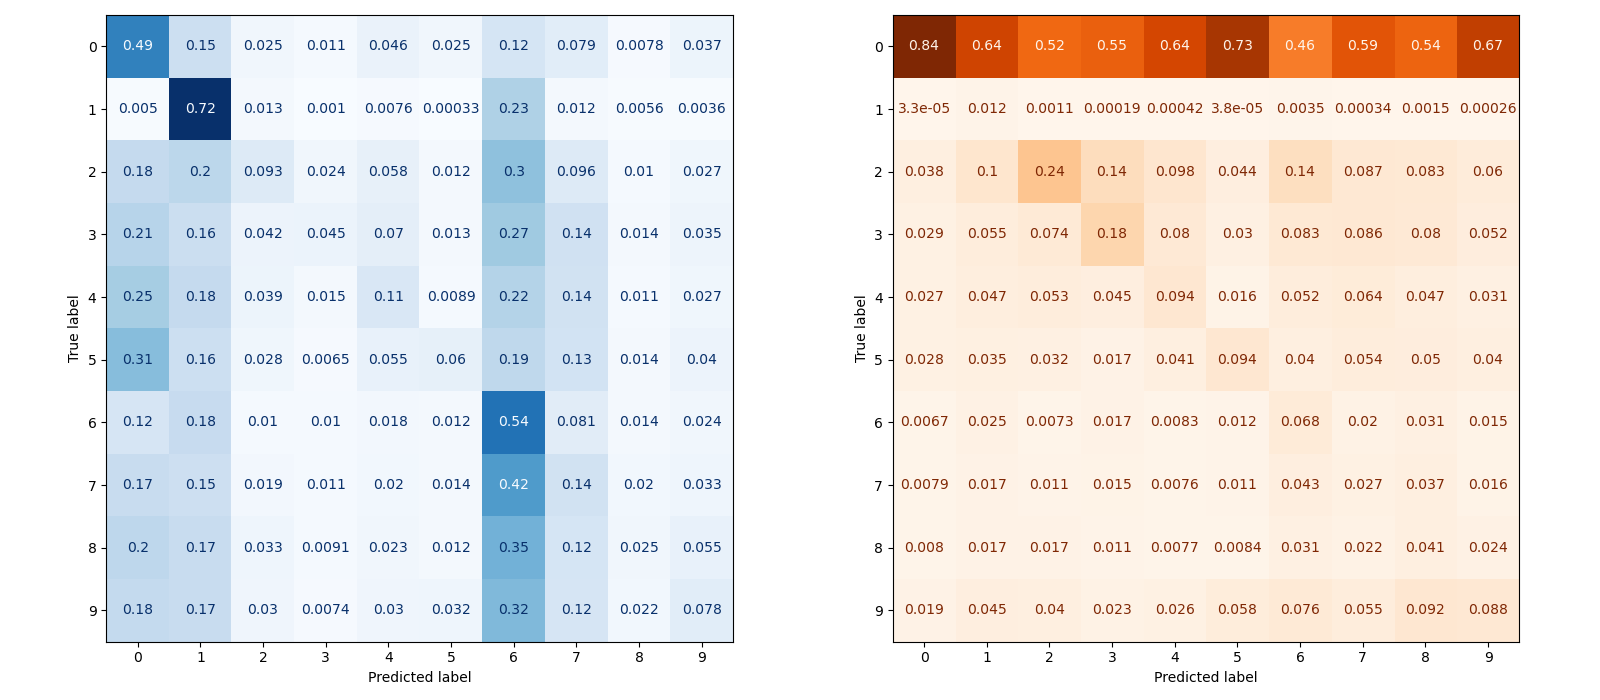 0 0.49 0.15 0.025 0.011 0.046 0.025 0.12 0.079 0.0078 0.037
1 0.005 0.72 0.013 0.001 0.0076 0.00033 0.23 0.012 0.0056 0.0036
2 0.18 0.2 0.093 0.024 0.058 0.012 0.3 0.096 0.01 0.027
3 0.21 0.16 0.042 0.045 0.07 0.013 0.27 0.14 0.014 0.035
4 0.25 0.18 0.039 0.015 0.11 0.0089 0.22 0.14 0.011 0.027
True label
5 0.31 0.16 0.028 0.0065 0.055 0.06 0.19 0.13 0.014 0.04
6 0.12 0.18 0.01 0.01 0.018 0.012 0.54 0.081 0.014 0.024
7 0.17 0.15 0.019 0.011 0.02 0.014 0.42 0.14 0.02 0.033
8 0.2 0.17 0.033 0.0091 0.023 0.012 0.35 0.12 0.025 0.055
9 0.18 0.17 0.03 0.0074 0.03 0.032 0.32 0.12 0.022 0.078
0 1 2 3 4 5 6 7 8 9
Predicted label
0 0.84 0.64 0.52 0.55 0.64 0.73 0.46 0.59 0.54 0.67
1 3.3e-05 0.012 0.0011 0.00019 0.00042 3.8e-05 0.0035 0.00034 0.0015 0.00026
2 0.038 0.1 0.24 0.14 0.098 0.044 0.14 0.087 0.083 0.06
3 0.029 0.055 0.074 0.18 0.08 0.03 0.083 0.086 0.08 0.052
4 0.027 0.047 0.053 0.045 0.094 0.016 0.052 0.064 0.047 0.031
True label
5 0.028 0.035 0.032 0.017 0.041 0.094 0.04 0.054 0.05 0.04
6 0.0067 0.025 0.0073 0.017 0.0083 0.012 0.068 0.02 0.031 0.015
7 0.0079 0.017 0.011 0.015 0.0076 0.011 0.043 0.027 0.037 0.016
8 0.008 0.017 0.017 0.011 0.0077 0.0084 0.031 0.022 0.041 0.024
9 0.019 0.045 0.04 0.023 0.026 0.058 0.076 0.055 0.092 0.088
0 1 2 3 4 5 6 7 8 9
Predicted label